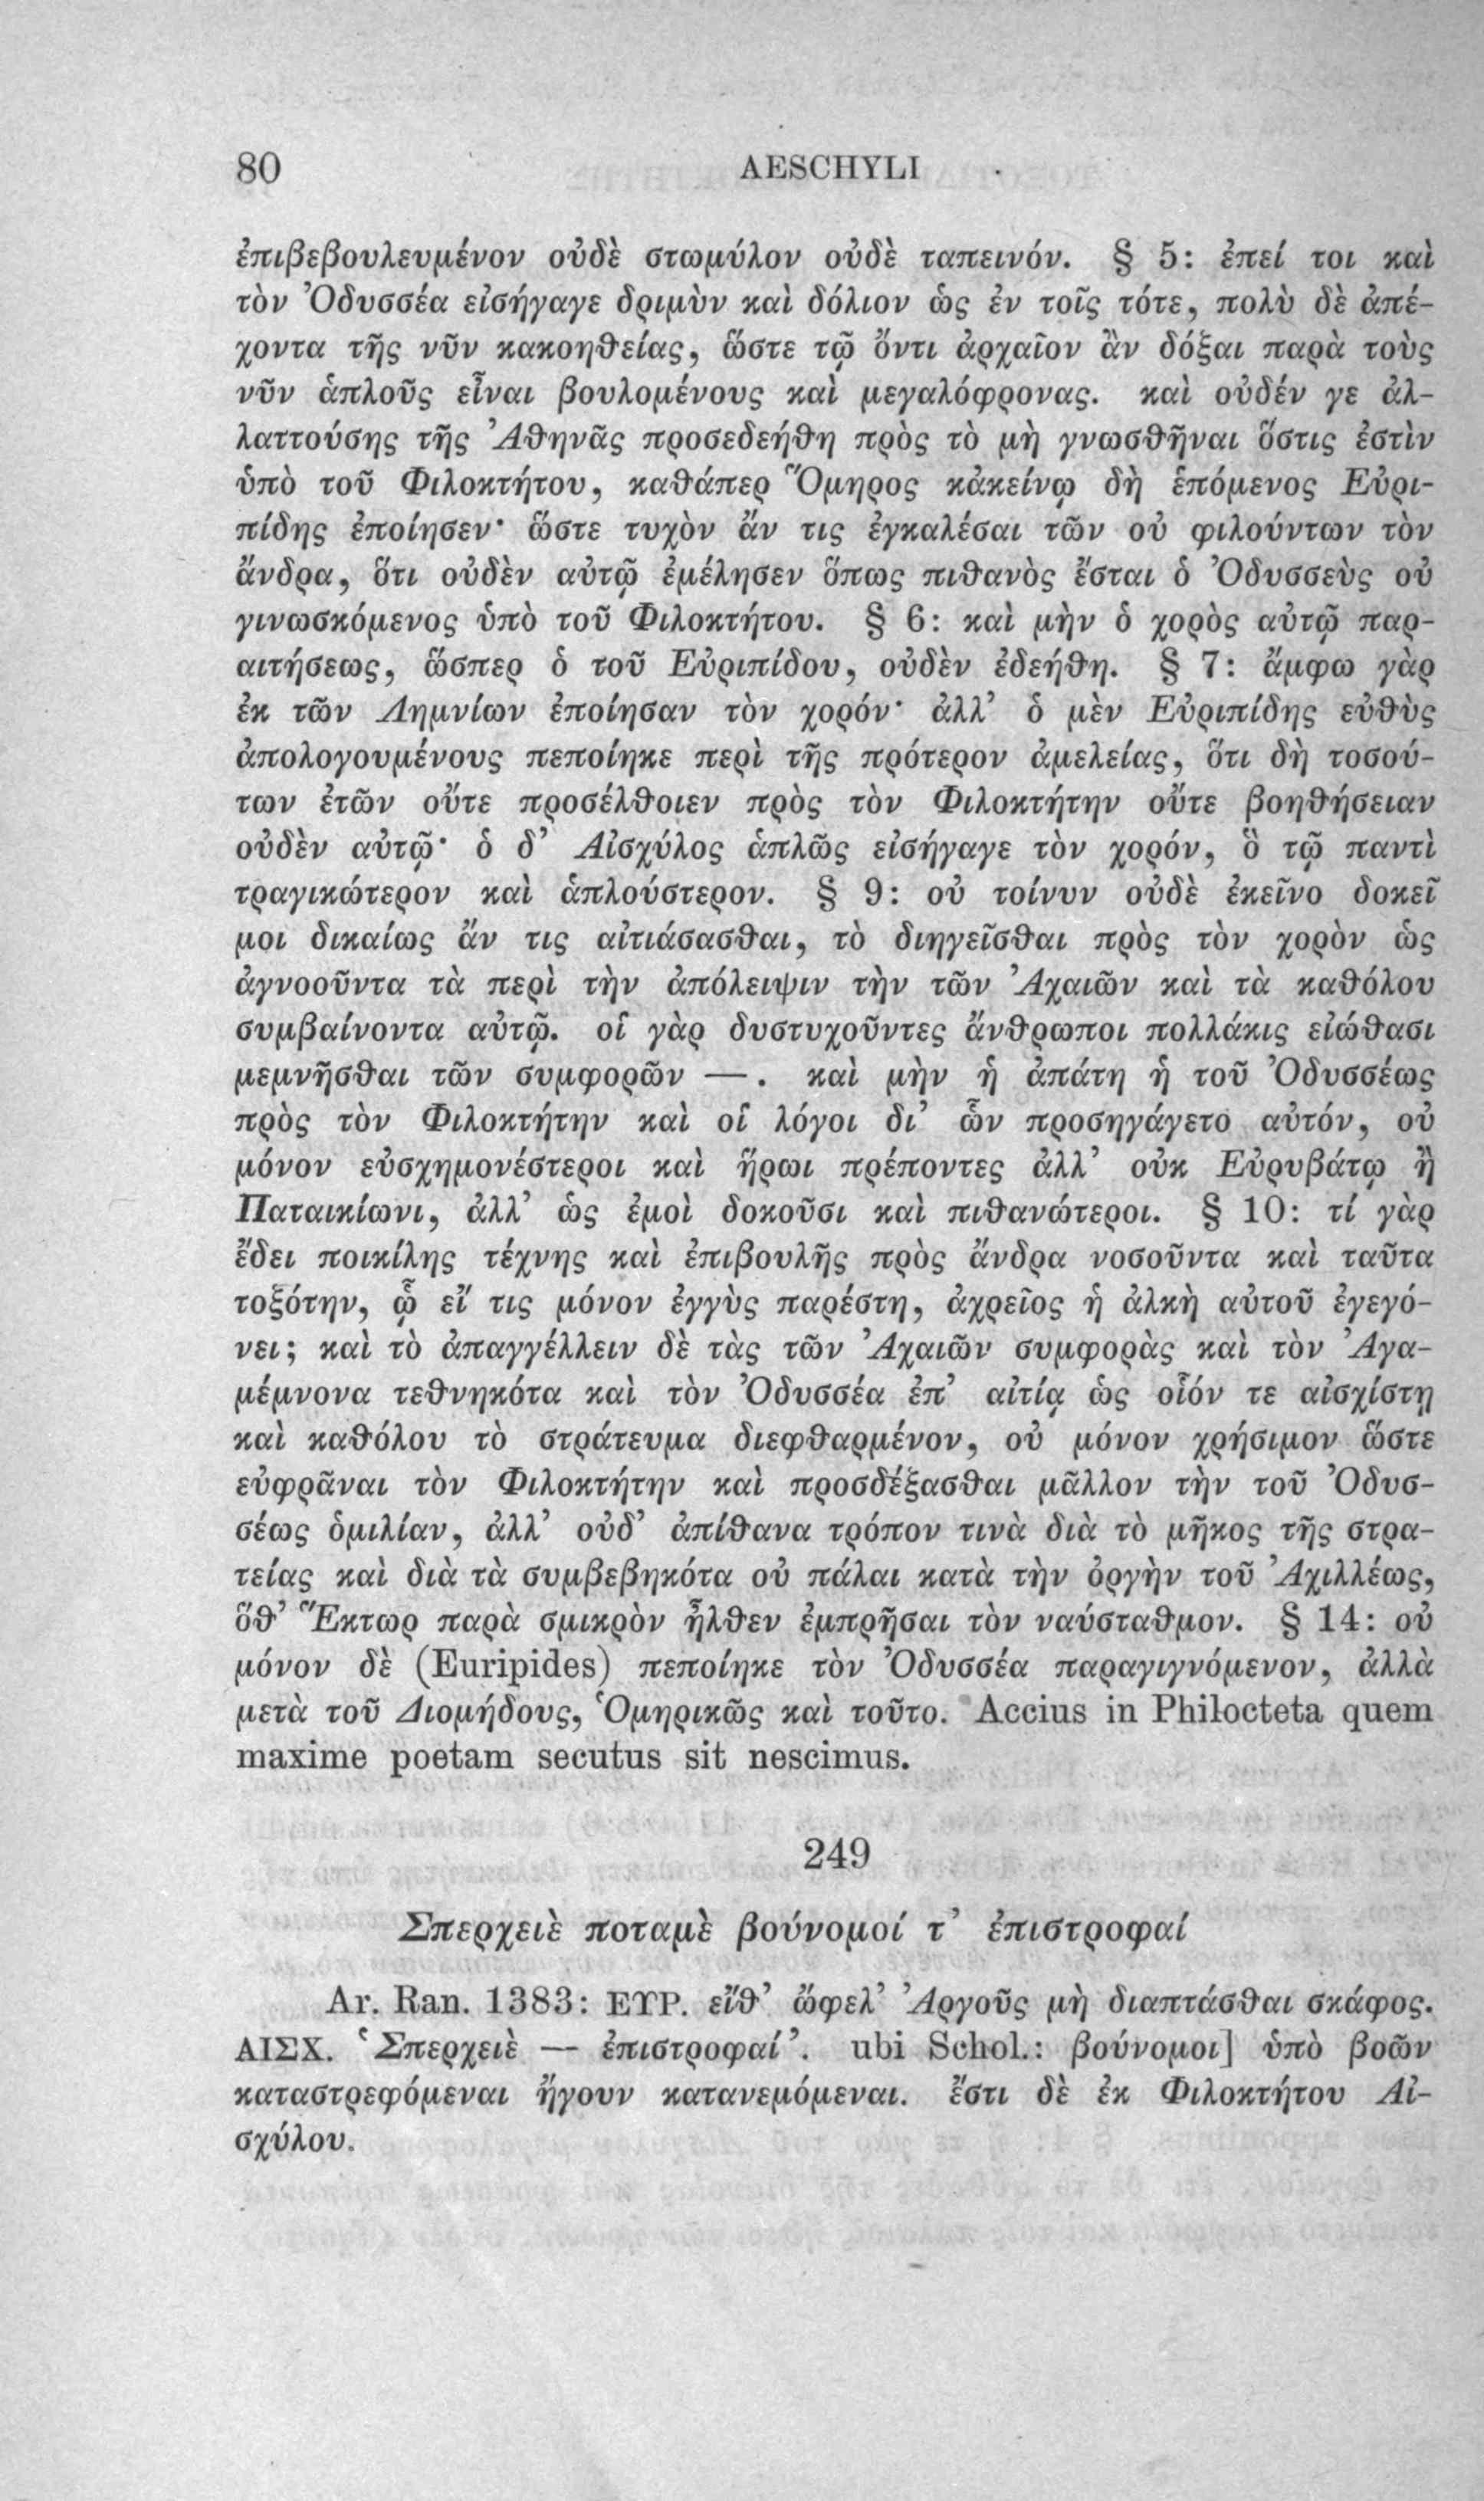 80 AESCHYLI
ἐπιβεβουλευμένον οὐδὲ στωμύλον οὐδὲ ταπεινόν. § 5: ἐπεί τοι καὶ
τὸν Ὀδυσσέα εἰσήγαγε δριμὺν καὶ δόλιον ὡς ἐν τοῖς τότε, πολὺ δὲ ἀπέ-
χοντα τῆς νῦν κακοηθείας, ὥστε τῷ ὄντι ἀρχαῖον ἂν δόξαι παρὰ τοὺς
νῦν ἁπλοῦς εἶναι βουλομένους καὶ μεγαλόφρονας. καὶ οὐδέν γε ἀλ-
λαττούσης τῆς Ἀθηνᾶς προσεδεήθη πρὸς τὸ μὴ γνωσθῆναι ὅστις ἐστὶν
ὑπὸ τοῦ Φιλοκτήτου, καθάπερ Ὅμηρος κἀκείνῳ δὴ ἑπόμενος Εὐρι-
πίδης ἐποίησεν· ὥστε τυχὸν ἄν τις ἐγκαλέσαι τῶν οὐ φιλούντων τὸν
ἄνδρα, ὅτι οὐδὲν αὐτῷ ἐμέλησεν ὅπως πιθανὸς ἔσται ὁ Ὀδυσσεὺς οὐ
γινωσκόμενος ὑπὸ τοῦ Φιλοκτήτου. § 6: καὶ μὴν ὁ χορὸς αὐτῷ παρ-
αιτήσεως, ὥσπερ ὁ τοῦ Εὐριπίδου, οὐδὲν ἐδεήθη. § 7: ἄμφω γὰρ
ἐκ τῶν Λημνίων ἐποίησαν τὸν χορόν· ἀλλ’ ὁ μὲν Εὐριπίδης εὐθὺς
ἀπολογουμένους πεποίηκε περὶ τῆς πρότερον ἀμελείας, ὅτι δὴ τοσού-
των ἐτῶν οὔτε προσέλθοιεν πρὸς τὸν Φιλοκτήτην οὔτε βοηθήσειαν
οὐδὲν αὐτῷ· ὁ δ’ Αἰσχύλος ἁπλῶς εἰσήγαγε τὸν χορόν, ὃ τῷ παντὶ
τραγικώτερον καὶ ἁπλούστερον. § 9: οὐ τοίνυν οὐδὲ ἐκεῖνο δοκεῖ
μοι δικαίως ἄν τις αἰτιάσασθαι, τὸ διηγεῖσθαι πρὸς τὸν χορὸν ὡς
ἀγνοοῦντα τὰ περὶ τὴν ἀπόλειψιν τὴν τῶν Ἀχαιῶν καὶ τὰ καθόλου
συμβαίνοντα αὐτῷ. οἱ γὰρ δυστυχοῦντες ἄνθρωποι πολλάκις εἰώθασι
μεμνῆσθαι τῶν συμφορῶν —. καὶ μὴν ἡ ἀπάτη ἡ τοῦ Ὀδυσσέως
πρὸς τὸν Φιλοκτήτην καὶ οἱ λόγοι δι’ ὧν προσηγάγετο αὐτόν, οὐ
μόνον εὐσχημονέστεροι καὶ ἥρωι πρέποντες ἀλλ’ οὐκ Εὐρυβάτῳ ἢ
Παταικίωνι, ἀλλ’ ὡς ἐμοὶ δοκοῦσι καὶ πιθανώτεροι. § 10: τί γὰρ
ἔδει ποικίλης τέχνης καὶ ἐπιβουλῆς πρὸς ἄνδρα νοσοῦντα καὶ ταῦτα
τοξότην, ᾧ εἴ τις μόνον ἐγγὺς παρέστη, ἀχρεῖος ἡ ἀλκὴ αὐτοῦ ἐγεγό-
νει; καὶ τὸ ἀπαγγέλλειν δὲ τὰς τῶν Ἀχαιῶν συμφορὰς καὶ τὸν Ἀγα-
μέμνονα τεθνηκότα καὶ τὸν Ὀδυσσέα ἐπ’ αἰτίᾳ ὡς οἷόν τε αἰσχίστῃ
καὶ καθόλου τὸ στράτευμα διεφθαρμένον, οὐ μόνον χρήσιμον ὥστε
εὐφρᾶναι τὸν Φιλοκτήτην καὶ προσδέξασθαι μᾶλλον τὴν τοῦ Ὀδυσ-
σέως ὁμιλίαν, ἀλλ’ οὐδ’ ἀπίθανα τρόπον τινὰ διὰ τὸ μῆκος τῆς στρα-
τείας καὶ διὰ τὰ συμβεβηκότα οὐ πάλαι κατὰ τὴν ὀργὴν τοῦ Ἀχιλλέως,
ὅθ’ Ἕκτωρ παρὰ σμικρὸν ἦλθεν ἐμπρῆσαι τὸν ναύσταθμον. § 14: οὐ
μόνον δὲ (Euripides) πεποίηκε τὸν Ὀδυσσέα παραγιγνόμενον, ἀλλὰ
μετὰ τοῦ Διομήδους, Ὁμηρικῶς καὶ τοῦτο. Accius in Philocteta quem
maxime poetam secutus sit nescimus.
249
Σπερχειὲ ποταμὲ βούνομοί τ’ ἐπιστροφαί
Ar. Ran. 1383: ΕΥΡ. εἴθ’ ὤφελ’ Ἀργοῦς μὴ διαπτάσθαι σκάφος.
ΑΙΣΧ. ‘Σπερχειὲ — ἐπιστροφαί’. ubi Schol.: βούνομοι] ὑπὸ βοῶν
καταστρεφόμεναι ἤγουν κατανεμόμεναι. ἔστι δὲ ἐκ Φιλοκτήτου Αἰ-
σχύλου.